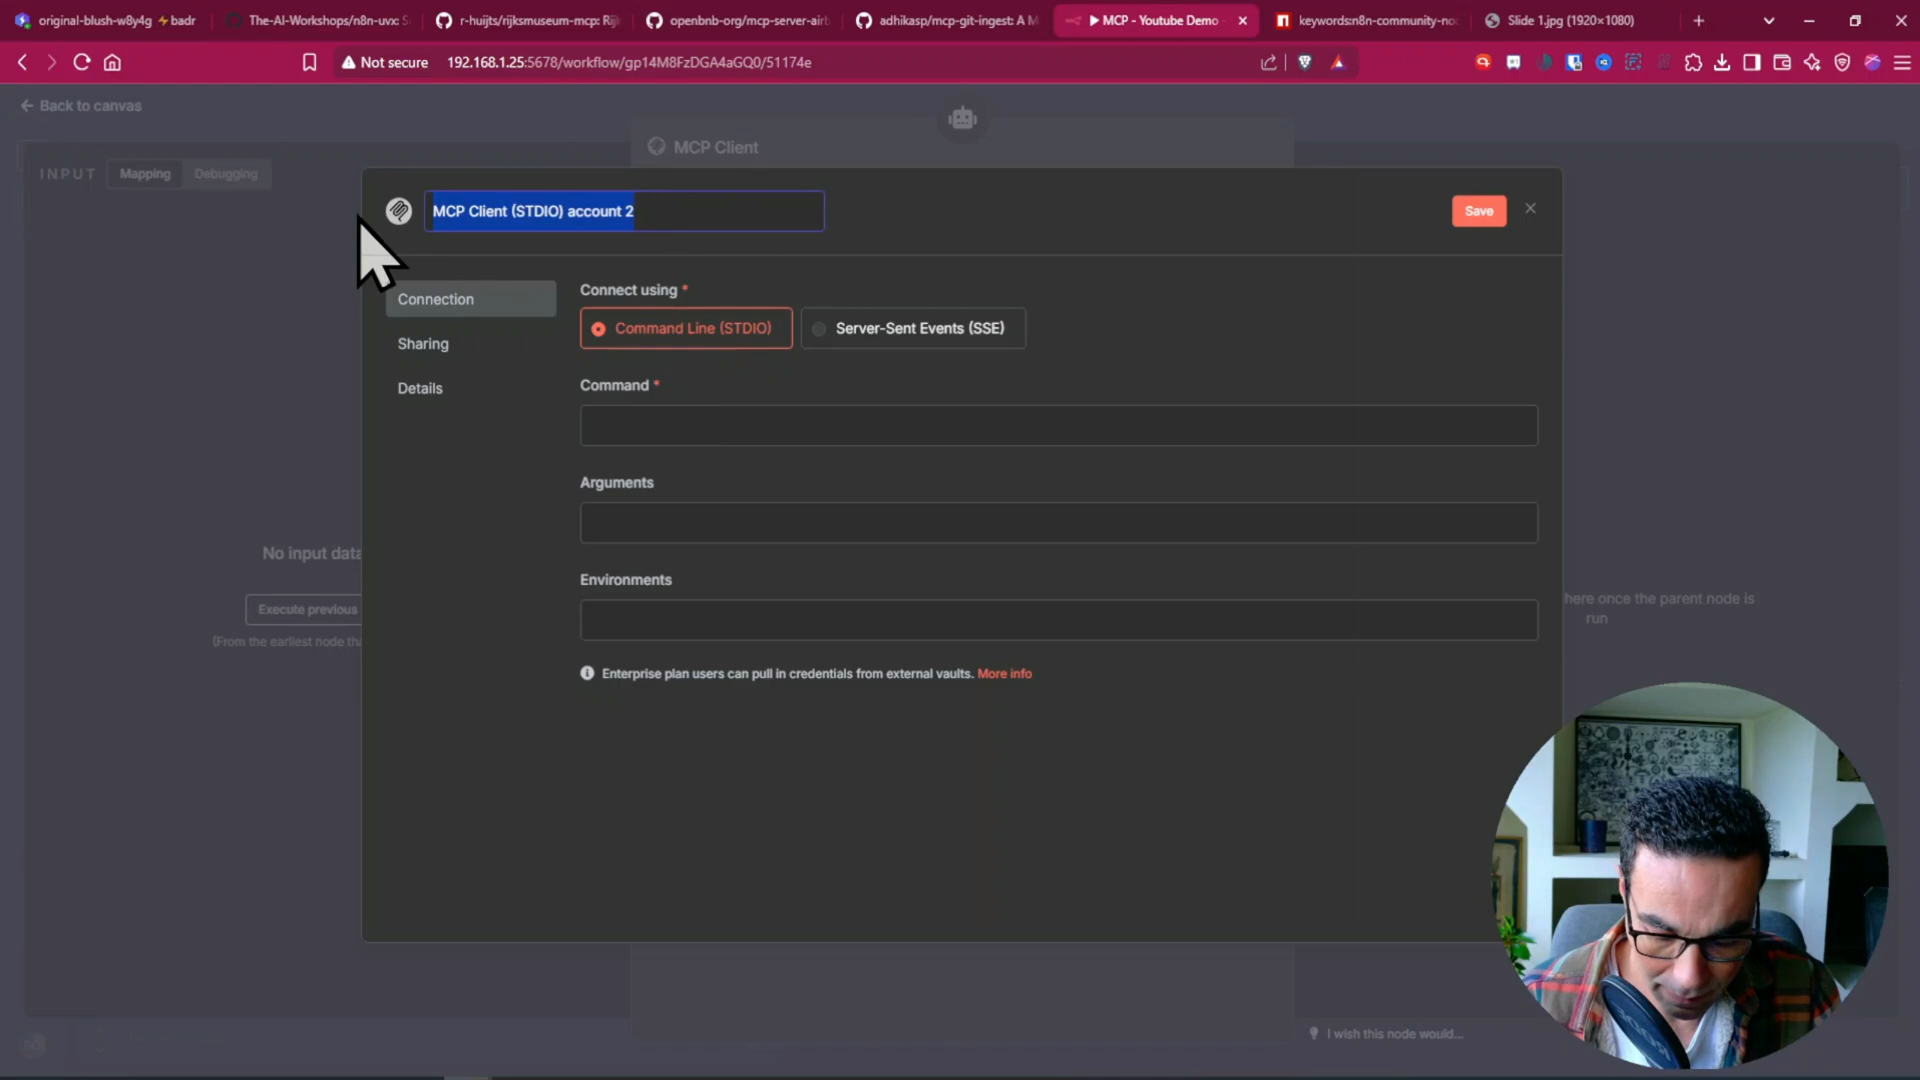 original-blush-w8y4g ⚡badr
The-AI-Workshops/n8n-uvx: S
r-huijts/rijksmuseum-mcp: Rij
openbnb-org/mcp-server-airb
adhikasp/mcp-git-ingest: A M
▶ MCP - Youtube Demo
keywords:n8n-community-no
Slide 1.jpg (1920×1080)
Not secure
192.168.1.25:5678/workflow/gp14M8FzDGA4aGQ0/51174e
Back to canvas
INPUT
Mapping
Debugging
MCP Client
MCP Client (STDIO) account 2
Save
Connection
Sharing
Details
Connect using *
Command Line (STDIO)
Server-Sent Events (SSE)
Command *
Arguments
Environments
Enterprise plan users can pull in credentials from external vaults. More info
No input data
Execute previous
(From the earliest node tha
here once the parent node is
run
I wish this node would...
RODE